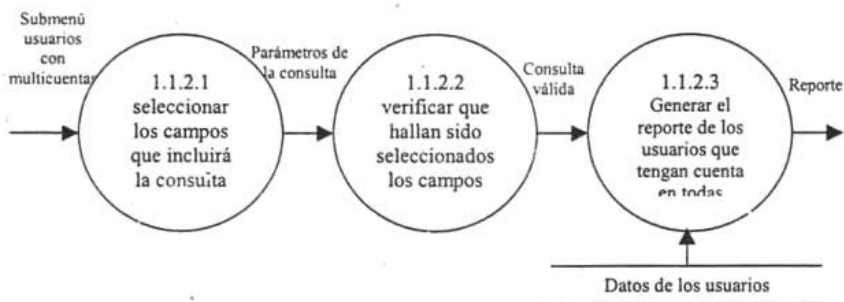 Submenú
usuarios
con
multicuentas
1.1.2.1
seleccionar
los campos
que incluirá
la consulta
Parámetros de
la consulta
1.1.2.2
verificar que
hallan sido
seleccionados
los campos
Consulta
válida
1.1.2.3
Generar el
reporte de los
usuarios que
tengan cuenta
en todas
Reporte
Datos de los usuarios